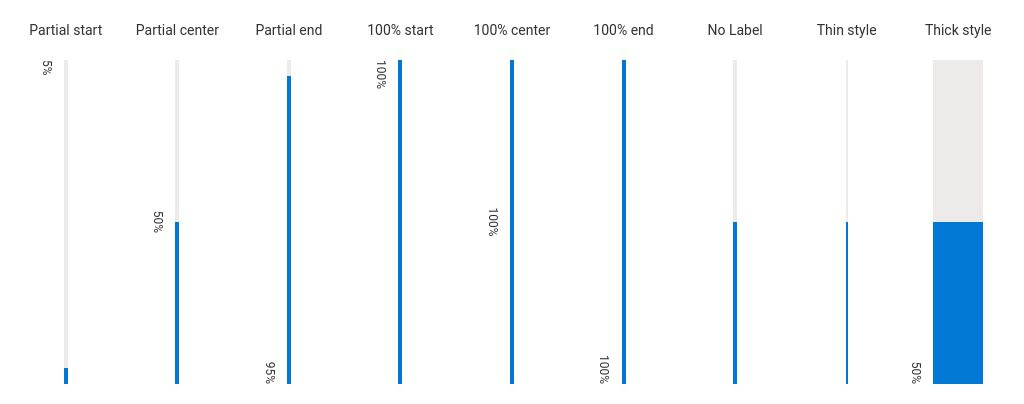 Partial start
Partial center
Partial end
100% start
100% center
100% end
No Label
Thin style
Thick style
5%
50%
95%
100%
100%
100%
50%